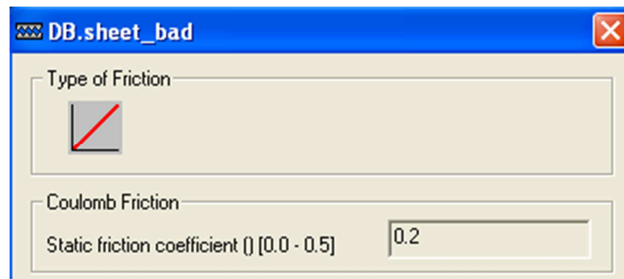 DB.sheet_bad
Type of Friction
Coulomb Friction
Static friction coefficient () [0.0 - 0.5] 0.2